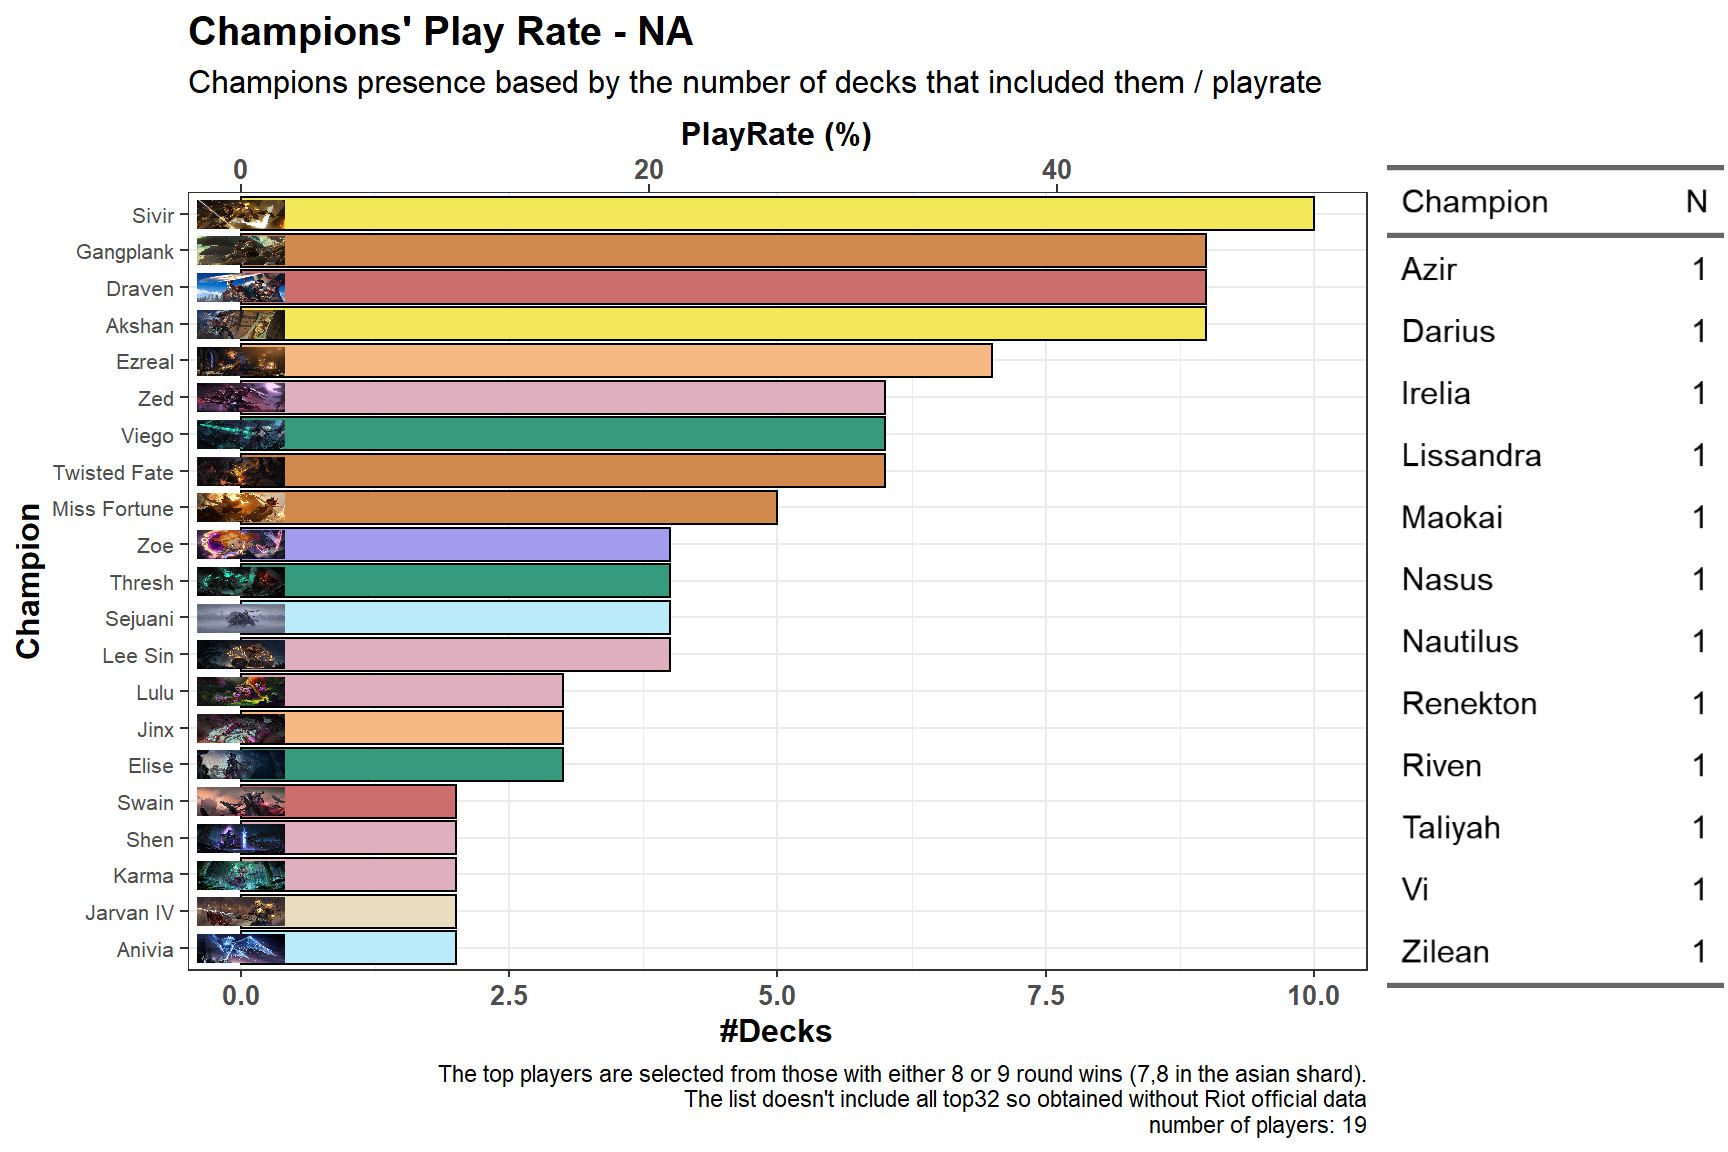 Champions' Play Rate - NA
Champions presence based by the number of decks that included them / playrate
PlayRate (%)
0 20 40
Champion
Sivir
Gangplank
Draven
Akshan
Ezreal
Zed
Viego
Twisted Fate
Miss Fortune
Zoe
Thresh
Sejuani
Lee Sin
Lulu
Jinx
Elise
Swain
Shen
Karma
Jarvan IV
Anivia
0.0 2.5 5.0 7.5 10.0
#Decks
Champion N
Azir 1
Darius 1
Irelia 1
Lissandra 1
Maokai 1
Nasus 1
Nautilus 1
Renekton 1
Riven 1
Taliyah 1
Vi 1
Zilean 1
The top players are selected from those with either 8 or 9 round wins (7,8 in the asian shard).
The list doesn't include all top32 so obtained without Riot official data
number of players: 19